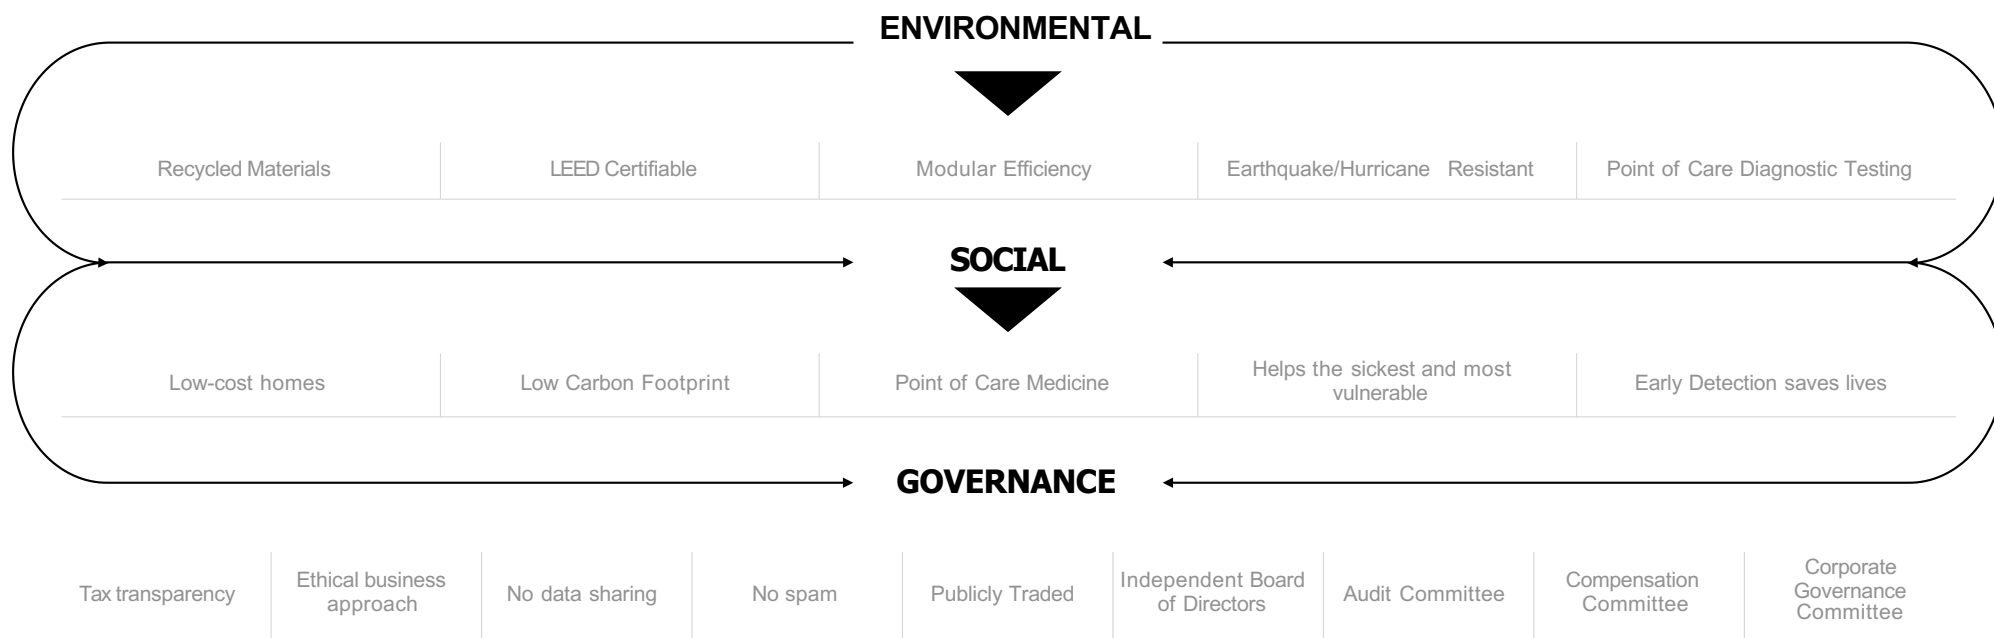 ENVIRONMENTAL
Recycled Materials
LEED Certifiable
Modular Efficiency
Earthquake/Hurricane Resistant
Point of Care Diagnostic Testing
SOCIAL
Low-cost homes
Low Carbon Footprint
Point of Care Medicine
Helps the sickest and most
vulnerable
Early Detection saves lives
GOVERNANCE
Tax transparency
Ethical business
approach
No data sharing
No spam
Publicly Traded
Independent Board
of Directors
Audit Committee
Compensation
Committee
Corporate
Governance
Committee